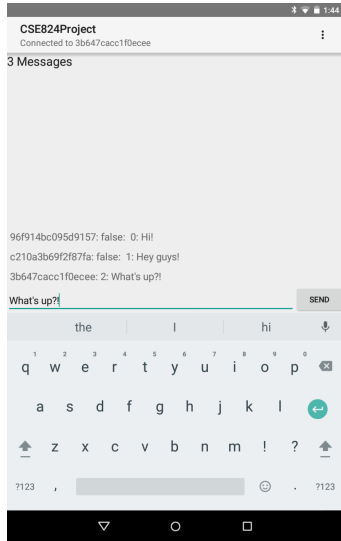 1:44
CSE824Project
Connected to 3b647cacc1f0ecee
3 Messages
96f914bc095d9157: false:  0: Hi!
c210a3b69f2f87fa: false:  1: Hey guys!
3b647cacc1f0ecee: 2: What's up?!
What's up?!
SEND
the I hi
1 2 3 4 5 6 7 8 9 0
q w e r t y u i o p
a s d f g h j k l
z x c v b n m ! ?
?123 , . ?123